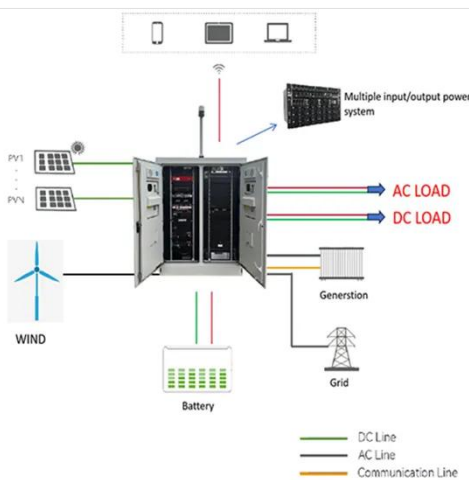 Multiple input/output power
system
PV1
PVN
AC LOAD
DC LOAD
WIND
Generstion
Grid
Battery
DC Line
AC Line
Communication Line